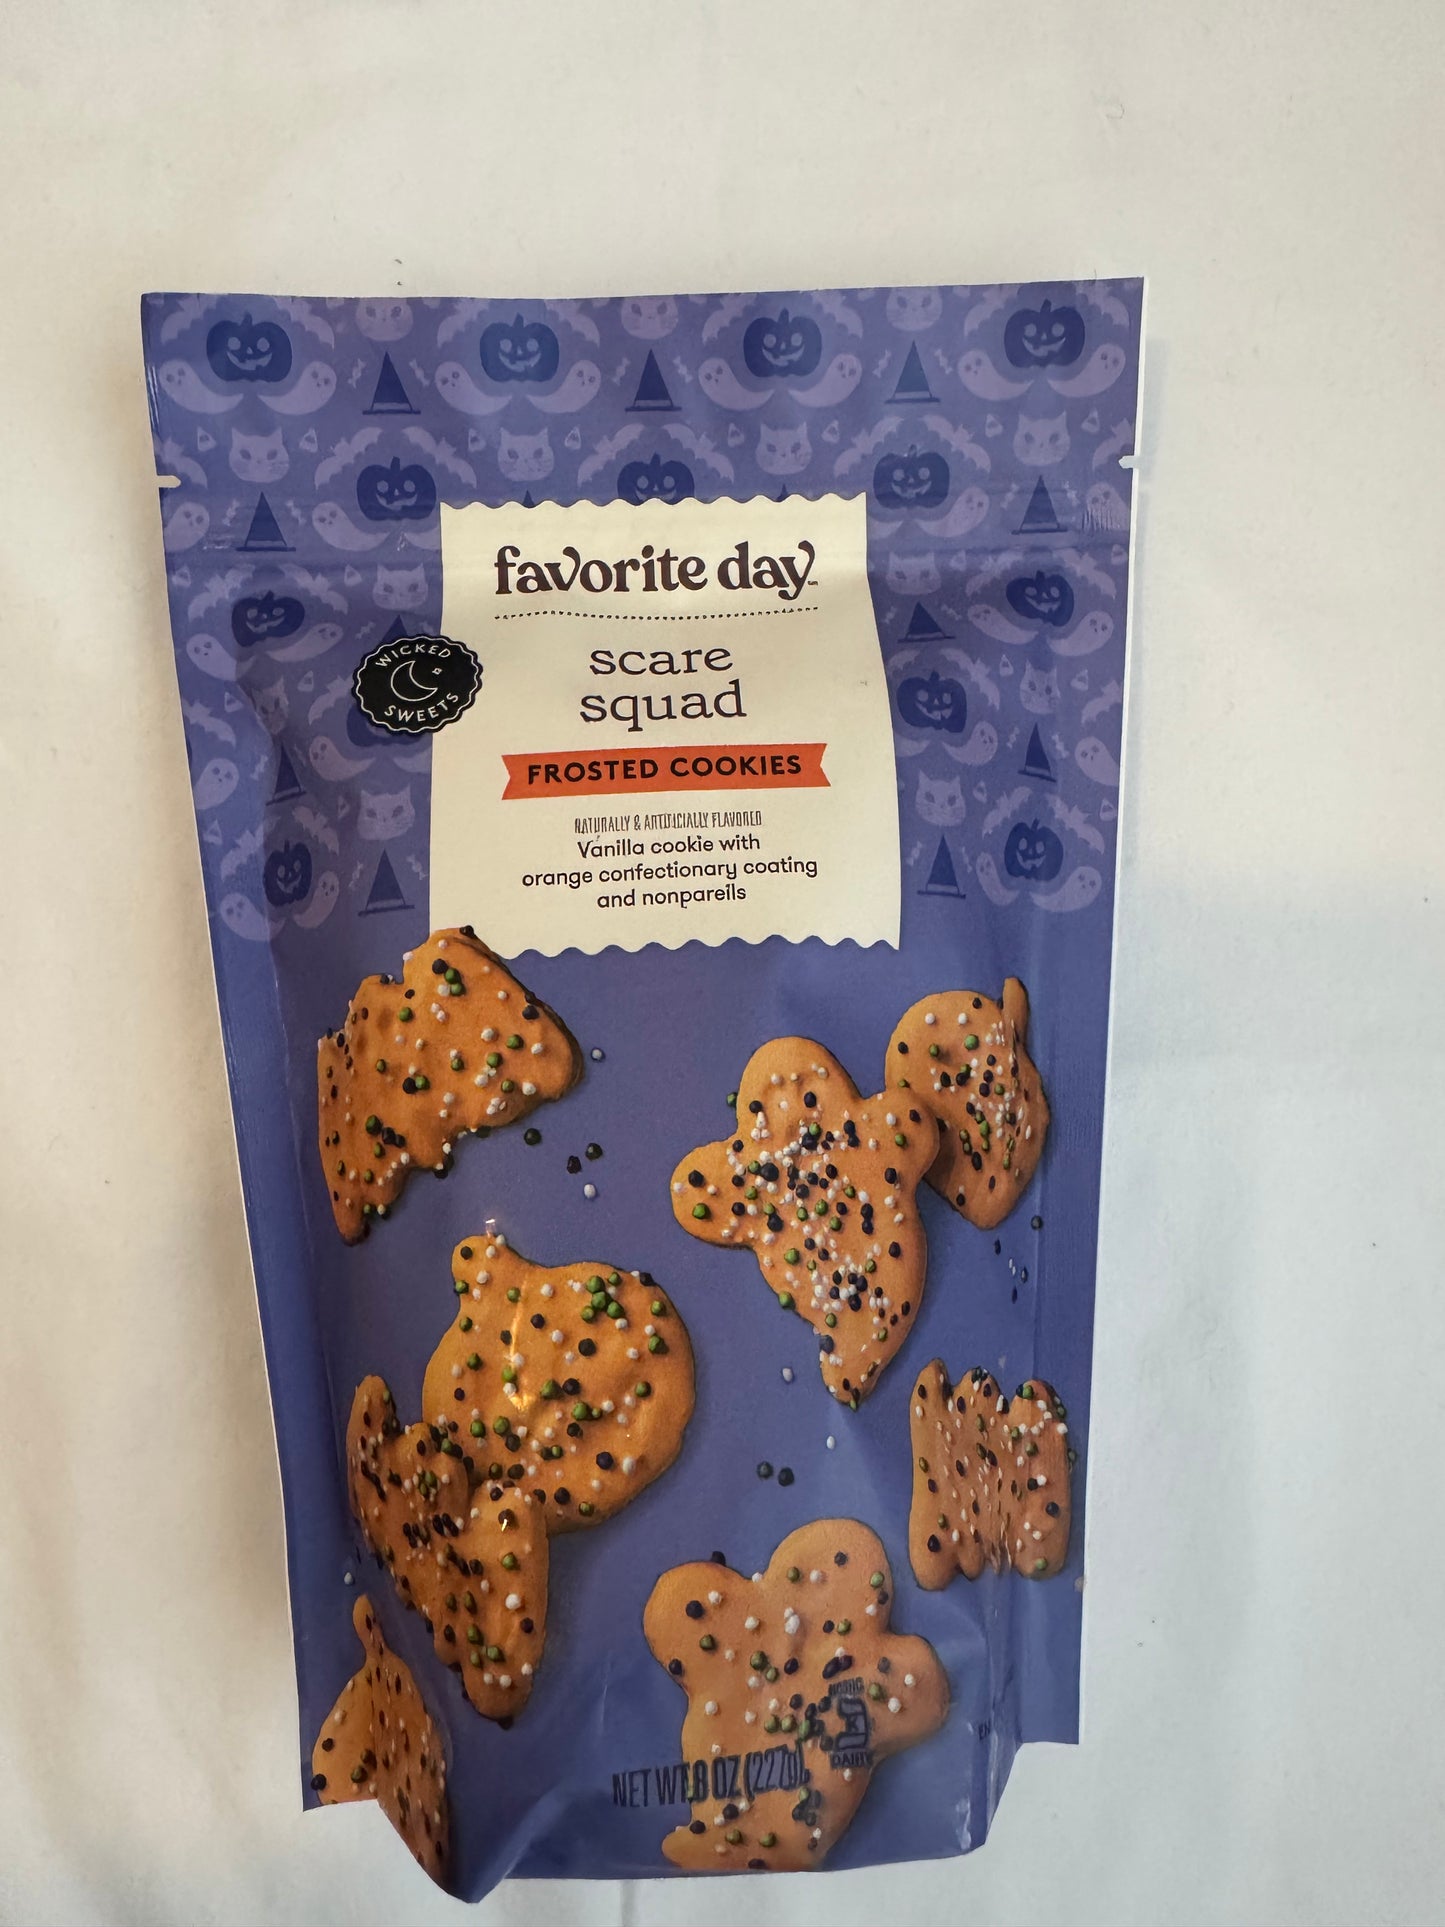 favorite day
scare
squad
WICKED
SWEETS
FROSTED COOKIES
NATURALLY & ARTIFICIALLY FLAVORED
Vanilla cookie with
orange confectionary coating
and nonpareils
DAIRY
NET WT 8 OZ (227g)